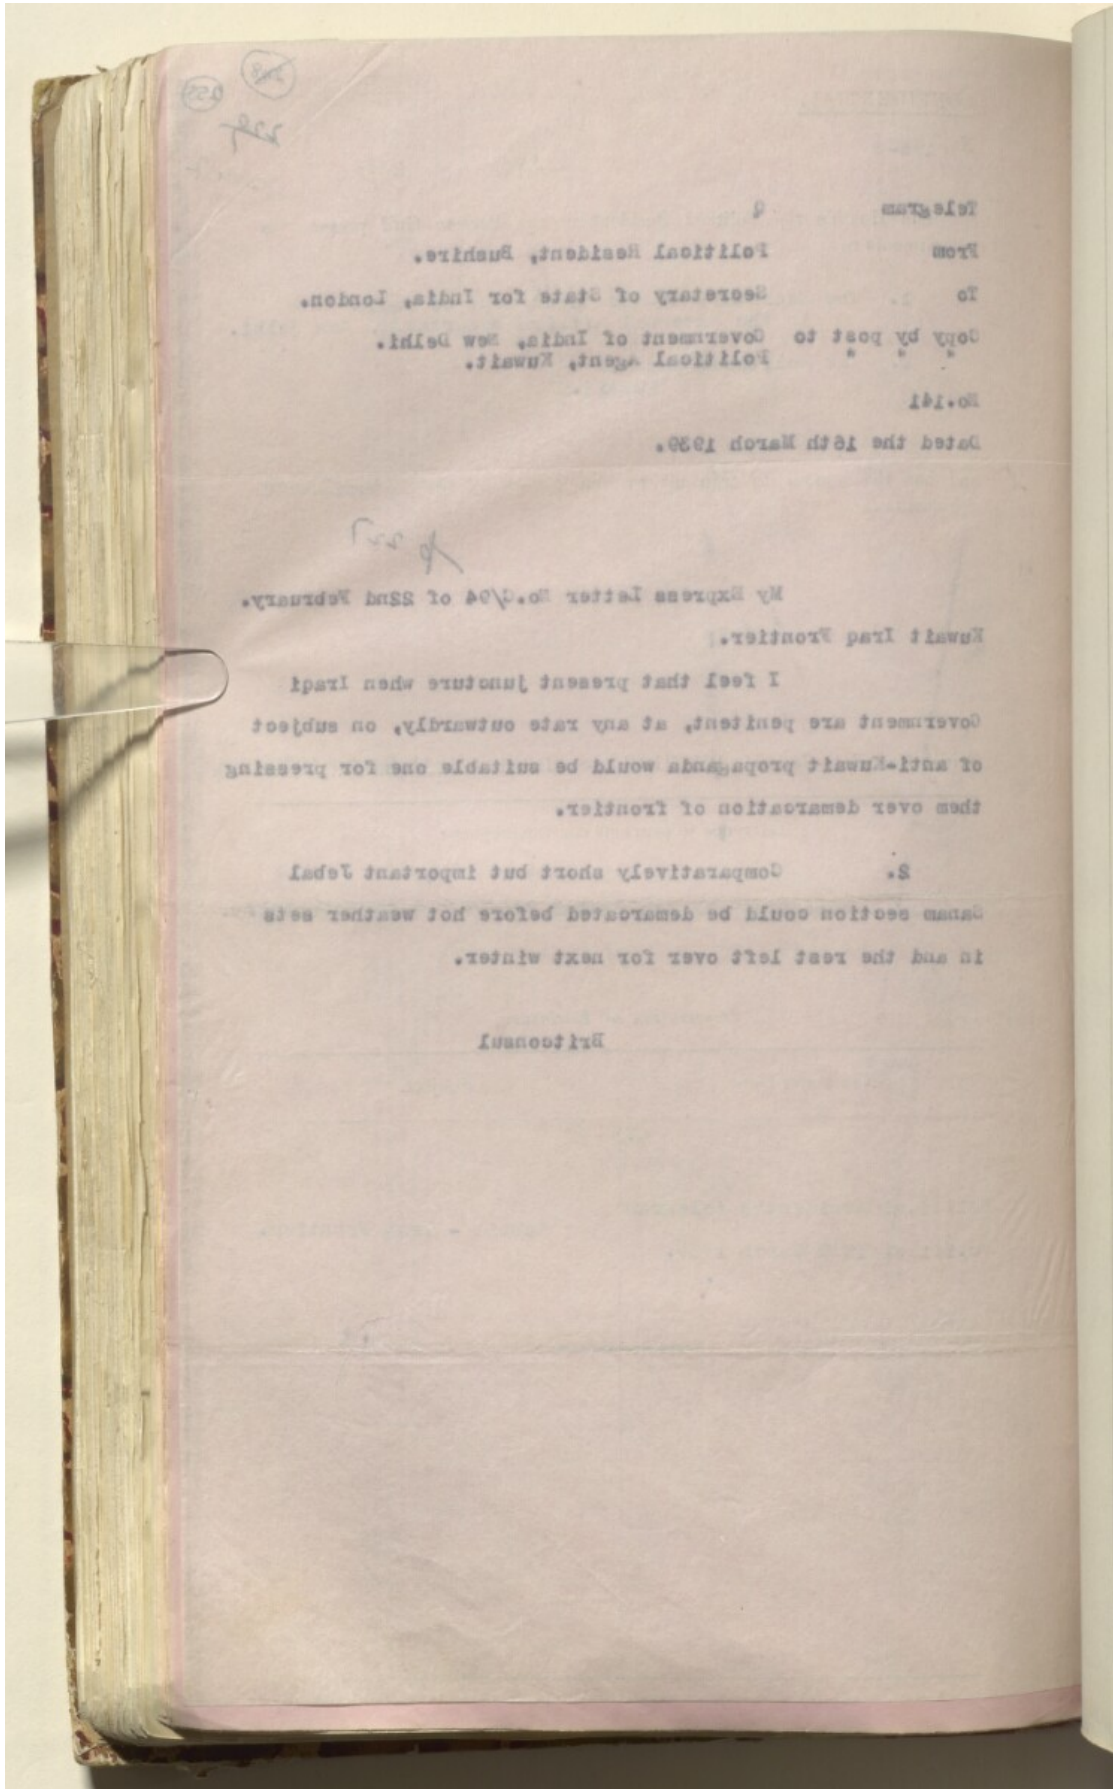 Telegram Q
From Political Resident, Bushire.
To Secretary of State for India, London.
Copy by post to Government of India, New Delhi.
" " " Political Agent, Kuwait.
No.141
Dated the 16th March 1939.
p 227
My Express Letter No.C/94 of 22nd February.
Kuwait Iraq Frontier.
I feel that present juncture when Iraqi
Government are penitent, at any rate outwardly, on subject
of anti-Kuwait propaganda would be suitable one for pressing
them over demarcation of frontier.
2. Comparatively short but important Jebal
Sanam section could be demarcated before hot weather sets
in and the rest left over for next winter.
Britconsul